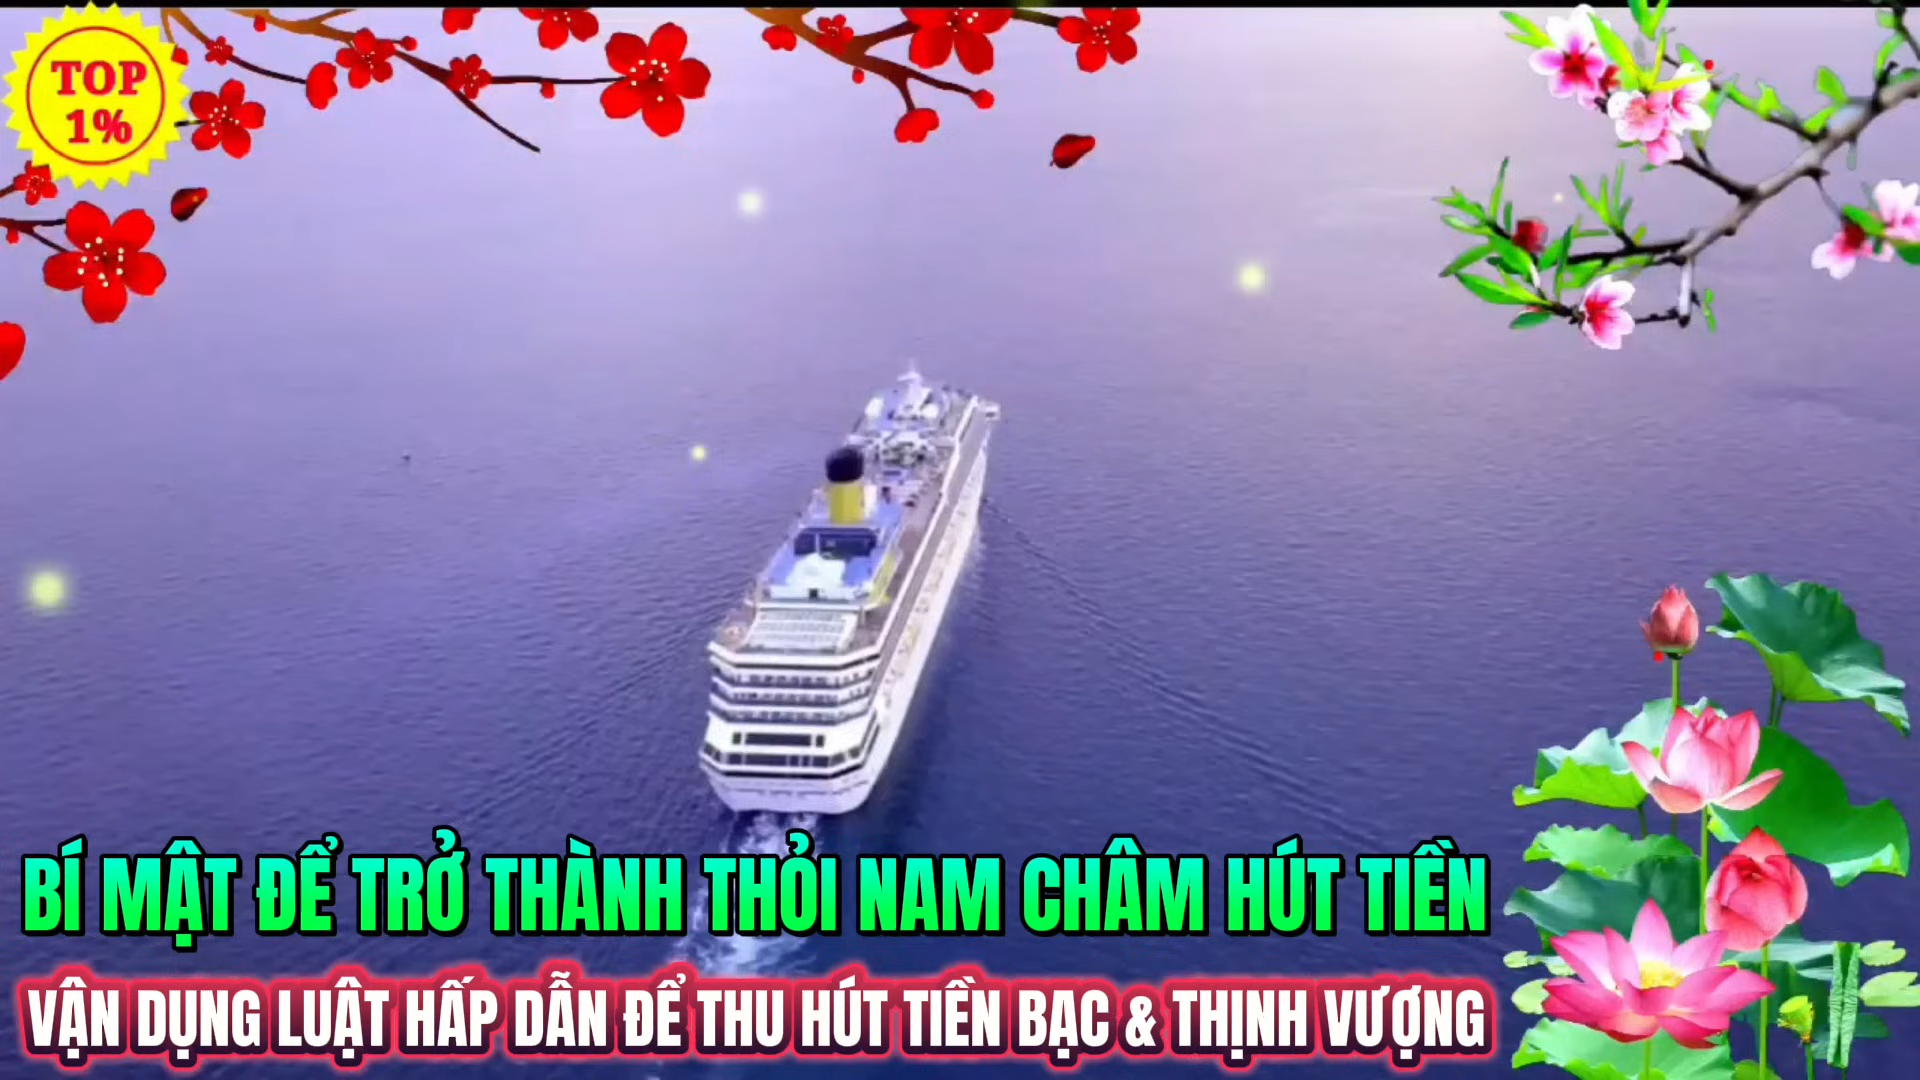 TOP
1%
BÍ MẬT ĐỂ TRỞ THÀNH THỎI NAM CHÂM HÚT TIỀN
VẬN DỤNG LUẬT HẤP DẪN ĐỂ THU HÚT TIỀN BẠC & THỊNH VƯỢNG